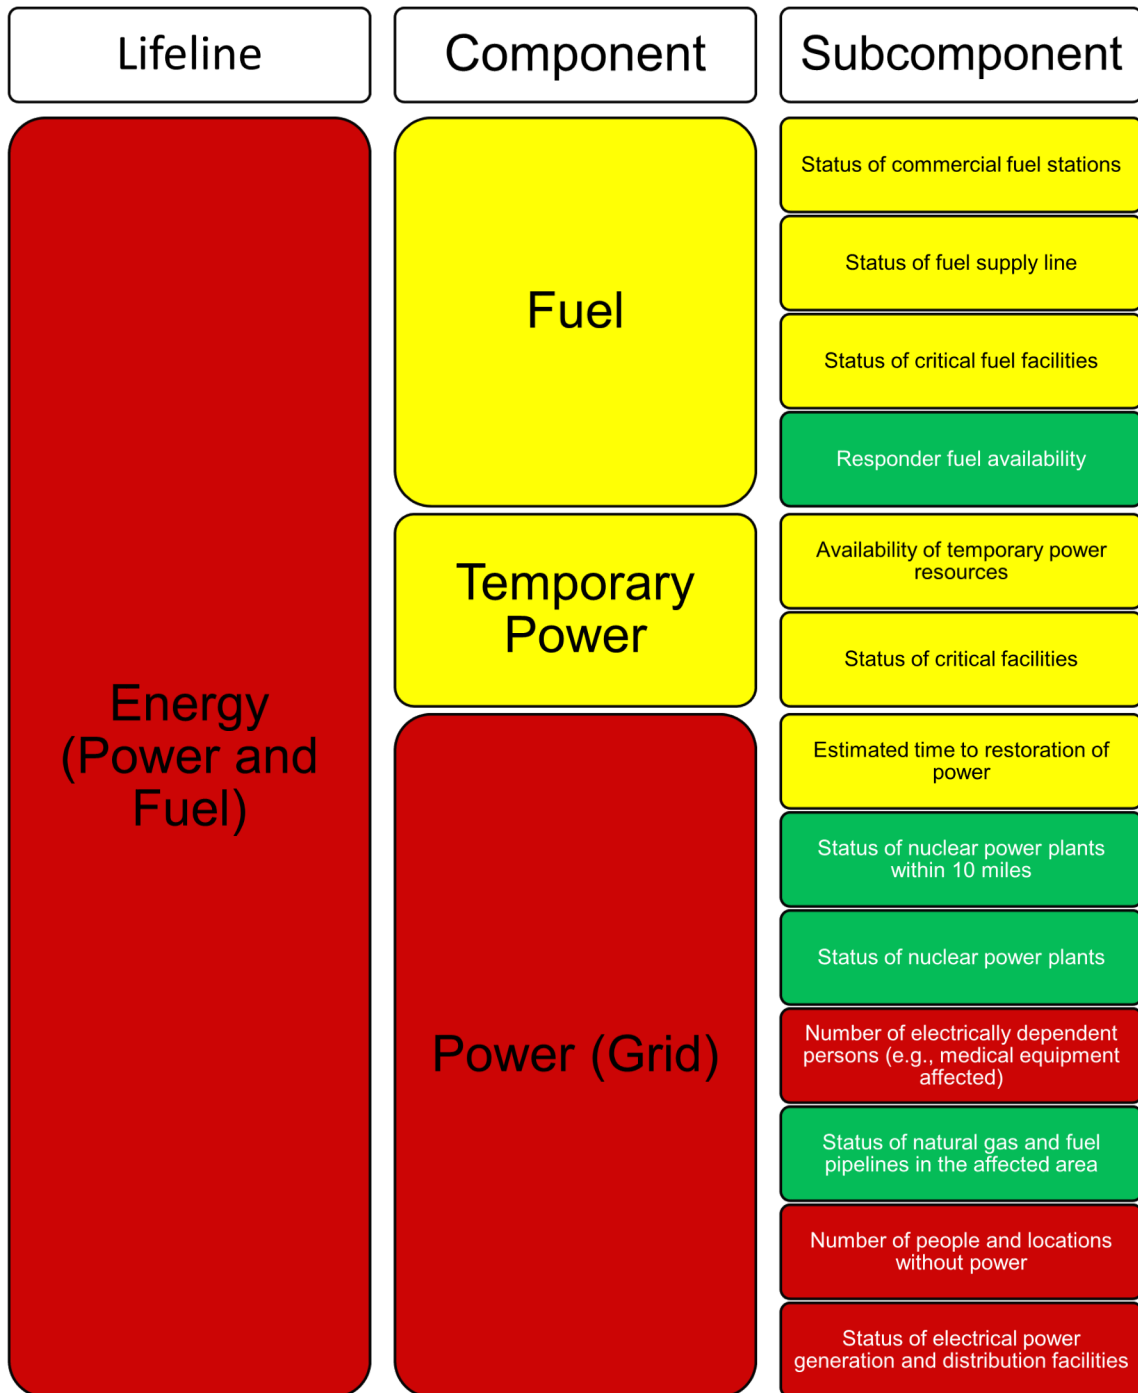 Lifeline
Component
Subcomponent
Energy
(Power and
Fuel)
Fuel
Status of commercial fuel stations
Status of fuel supply line
Status of critical fuel facilities
Responder fuel availability
Temporary
Power
Availability of temporary power
resources
Status of critical facilities
Power (Grid)
Estimated time to restoration of
power
Status of nuclear power plants
within 10 miles
Status of nuclear power plants
Number of electrically dependent
persons (e.g., medical equipment
affected)
Status of natural gas and fuel
pipelines in the affected area
Number of people and locations
without power
Status of electrical power
generation and distribution facilities